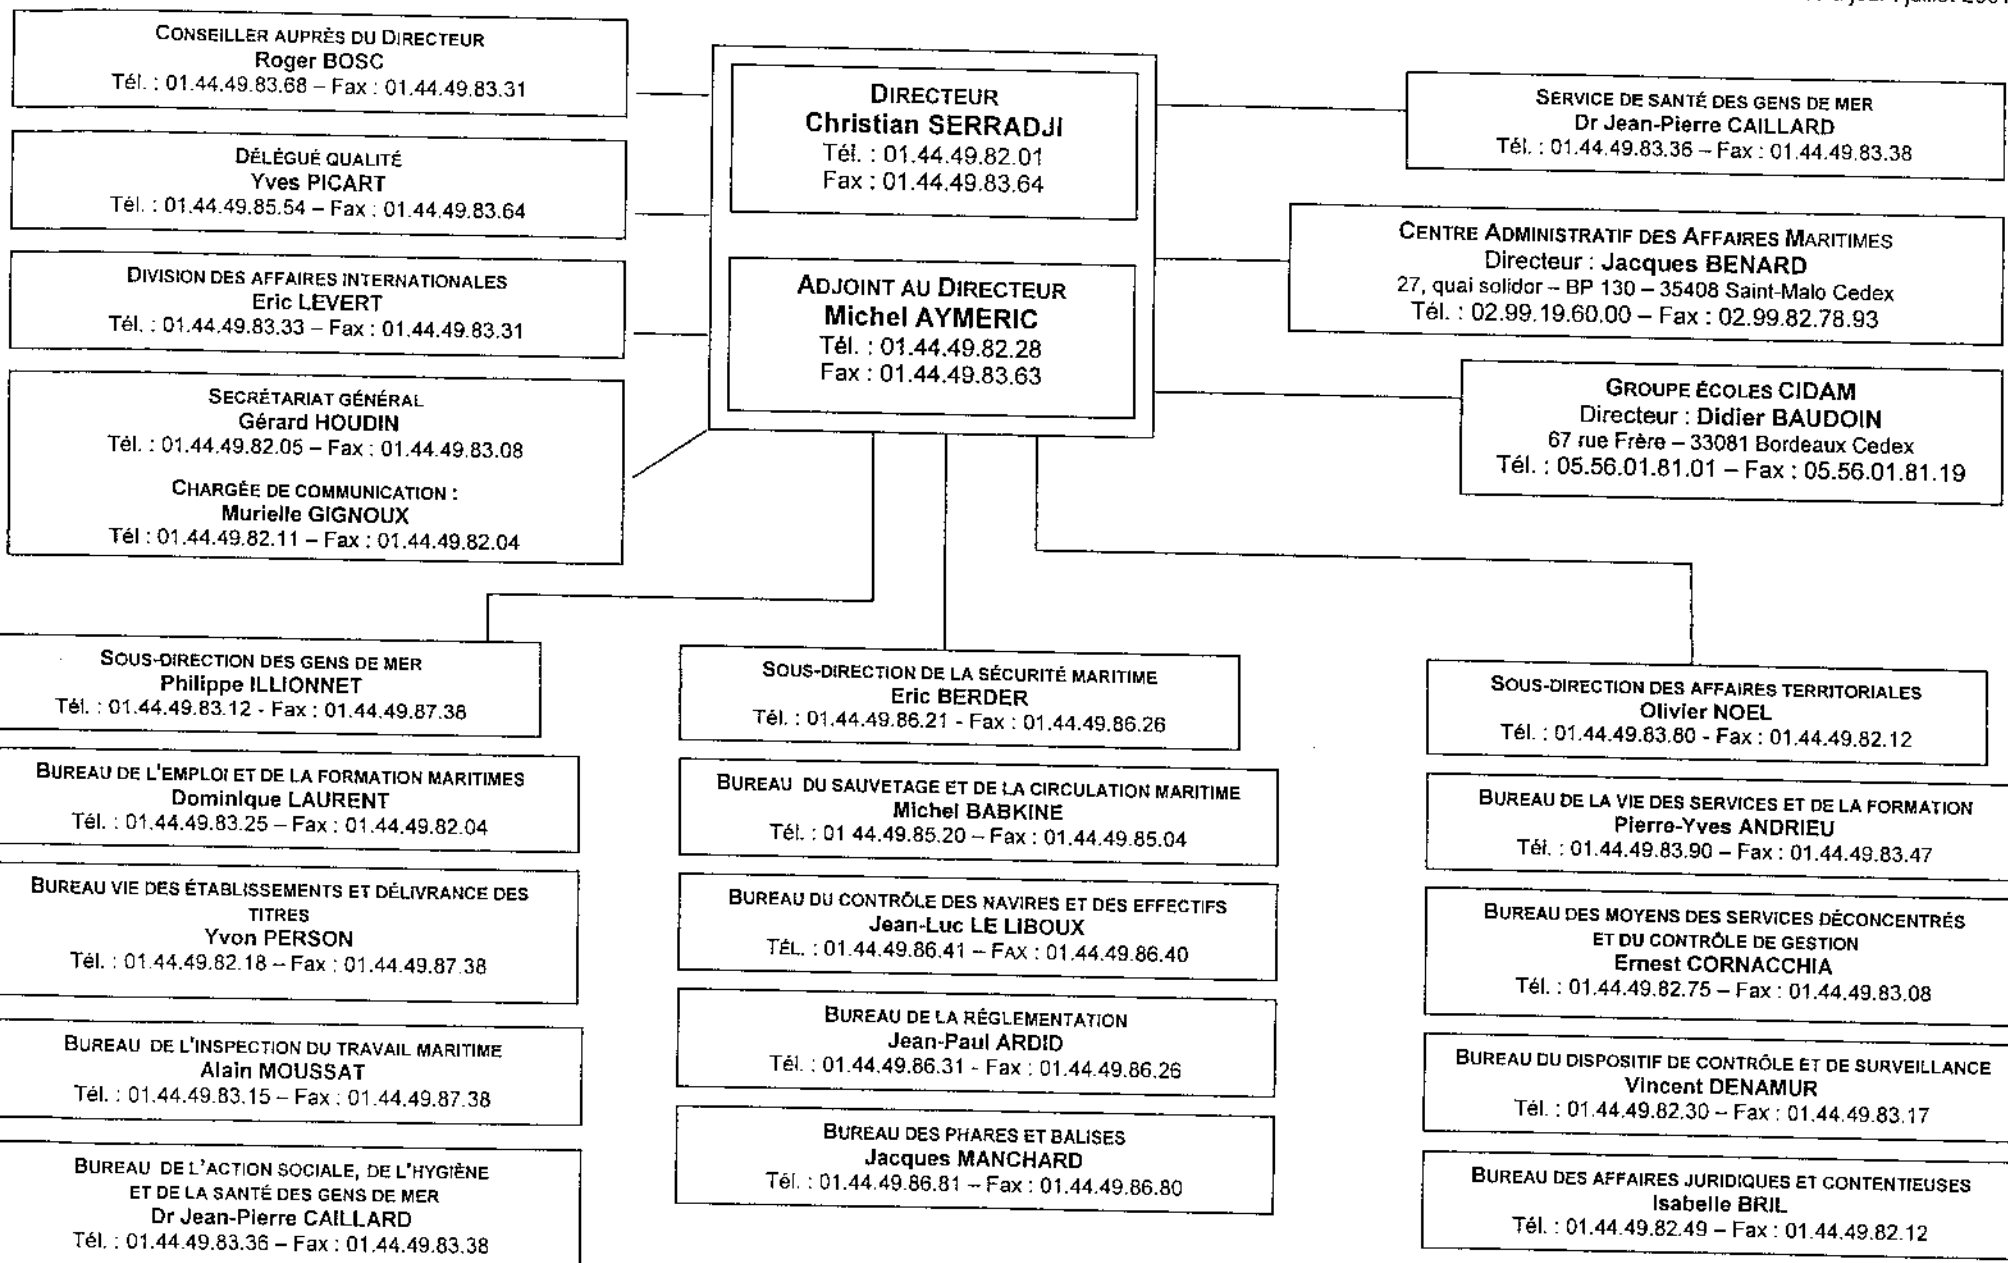 juillet 2001
CONSEILLER AUPRÈS DU DIRECTEUR
Roger BOSC
Tél. : 01.44.49.83.68 – Fax : 01.44.49.83.31
DÉLÉGUÉ QUALITÉ
Yves PICART
Tél. : 01.44.49.85.54 – Fax : 01.44.49.83.64
DIVISION DES AFFAIRES INTERNATIONALES
Eric LEVERT
Tél. : 01.44.49.83.33 – Fax : 01.44.49.83.31
SECRÉTARIAT GÉNÉRAL
Gérard HOUDIN
Tél. : 01.44.49.82.05 – Fax : 01.44.49.83.08
CHARGÉE DE COMMUNICATION :
Murielle GIGNOUX
Tél : 01.44.49.82.11 – Fax : 01.44.49.82.04
DIRECTEUR
Christian SERRADJI
Tél. : 01.44.49.82.01
Fax : 01.44.49.83.64
ADJOINT AU DIRECTEUR
Michel AYMERIC
Tél. : 01.44.49.82.28
Fax : 01.44.49.83.63
SERVICE DE SANTÉ DES GENS DE MER
Dr Jean-Pierre CAILLARD
Tél. : 01.44.49.83.36 – Fax : 01.44.49.83.38
CENTRE ADMINISTRATIF DES AFFAIRES MARITIMES
Directeur : Jacques BENARD
27, quai solidor – BP 130 – 35408 Saint-Malo Cedex
Tél. : 02.99.19.60.00 – Fax : 02.99.82.78.93
GROUPE ÉCOLES CIDAM
Directeur : Didier BAUDOIN
67 rue Frère – 33081 Bordeaux Cedex
Tél. : 05.56.01.81.01 – Fax : 05.56.01.81.19
SOUS-DIRECTION DES GENS DE MER
Philippe ILLIONNET
Tél. : 01.44.49.83.12 - Fax : 01.44.49.87.38
BUREAU DE L'EMPLOI ET DE LA FORMATION MARITIMES
Dominique LAURENT
Tél. : 01.44.49.83.25 – Fax : 01.44.49.82.04
BUREAU VIE DES ÉTABLISSEMENTS ET DÉLIVRANCE DES
TITRES
Yvon PERSON
Tél. : 01.44.49.82.18 – Fax : 01.44.49.87.38
BUREAU DE L'INSPECTION DU TRAVAIL MARITIME
Alain MOUSSAT
Tél. : 01.44.49.83.15 – Fax : 01.44.49.87.38
BUREAU DE L'ACTION SOCIALE, DE L'HYGIÈNE
ET DE LA SANTÉ DES GENS DE MER
Dr Jean-Pierre CAILLARD
Tél. : 01.44.49.83.36 – Fax : 01.44.49.83.38
SOUS-DIRECTION DE LA SÉCURITÉ MARITIME
Eric BERDER
Tél. : 01.44.49.86.21 - Fax : 01.44.49.86.26
BUREAU DU SAUVETAGE ET DE LA CIRCULATION MARITIME
Michel BABKINE
Tél. : 01 44.49.85.20 – Fax : 01.44.49.85.04
BUREAU DU CONTRÔLE DES NAVIRES ET DES EFFECTIFS
Jean-Luc LE LIBOUX
TÉL. : 01.44.49.86.41 – FAX : 01.44.49.86.40
BUREAU DE LA RÉGLEMENTATION
Jean-Paul ARDID
Tél. : 01.44.49.86.31 - Fax : 01.44.49.86.26
BUREAU DES PHARES ET BALISES
Jacques MANCHARD
Tél. : 01.44.49.86.81 – Fax : 01.44.49.86.80
SOUS-DIRECTION DES AFFAIRES TERRITORIALES
Olivier NOEL
Tél. : 01.44.49.83.80 - Fax : 01.44.49.82.12
BUREAU DE LA VIE DES SERVICES ET DE LA FORMATION
Pierre-Yves ANDRIEU
Tél. : 01.44.49.83.90 – Fax : 01.44.49.83.47
BUREAU DES MOYENS DES SERVICES DÉCONCENTRÉS
ET DU CONTRÔLE DE GESTION
Ernest CORNACCHIA
Tél. : 01.44.49.82.75 – Fax : 01.44.49.83.08
BUREAU DU DISPOSITIF DE CONTRÔLE ET DE SURVEILLANCE
Vincent DENAMUR
Tél. : 01.44.49.82.30 – Fax : 01.44.49.83.17
BUREAU DES AFFAIRES JURIDIQUES ET CONTENTIEUSES
Isabelle BRIL
Tél. : 01.44.49.82.49 – Fax : 01.44.49.82.12